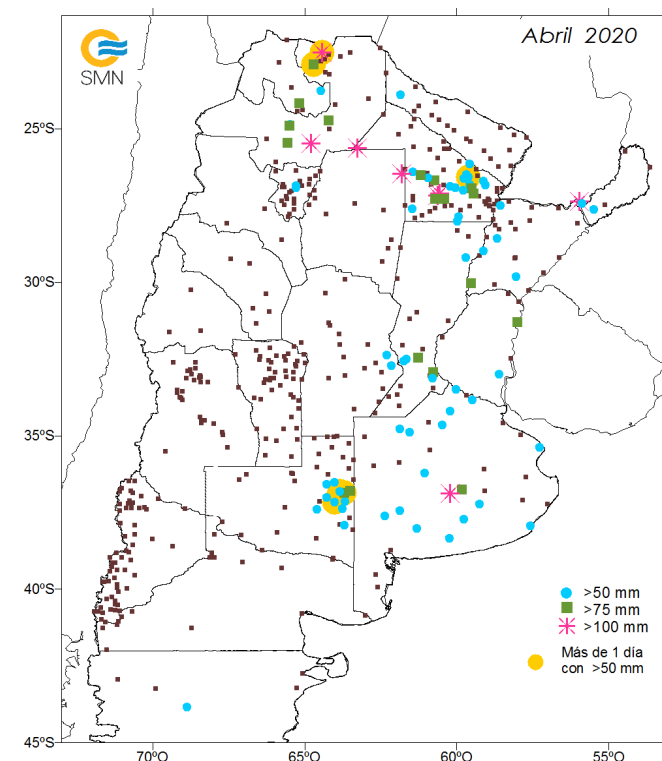 Abril 2020
SMN
25ºS
30ºS
35ºS
40ºS
45ºS
>50 mm
>75 mm
>100 mm
Más de 1 día
con >50 mm
70ºO
65ºO
60ºO
55ºO